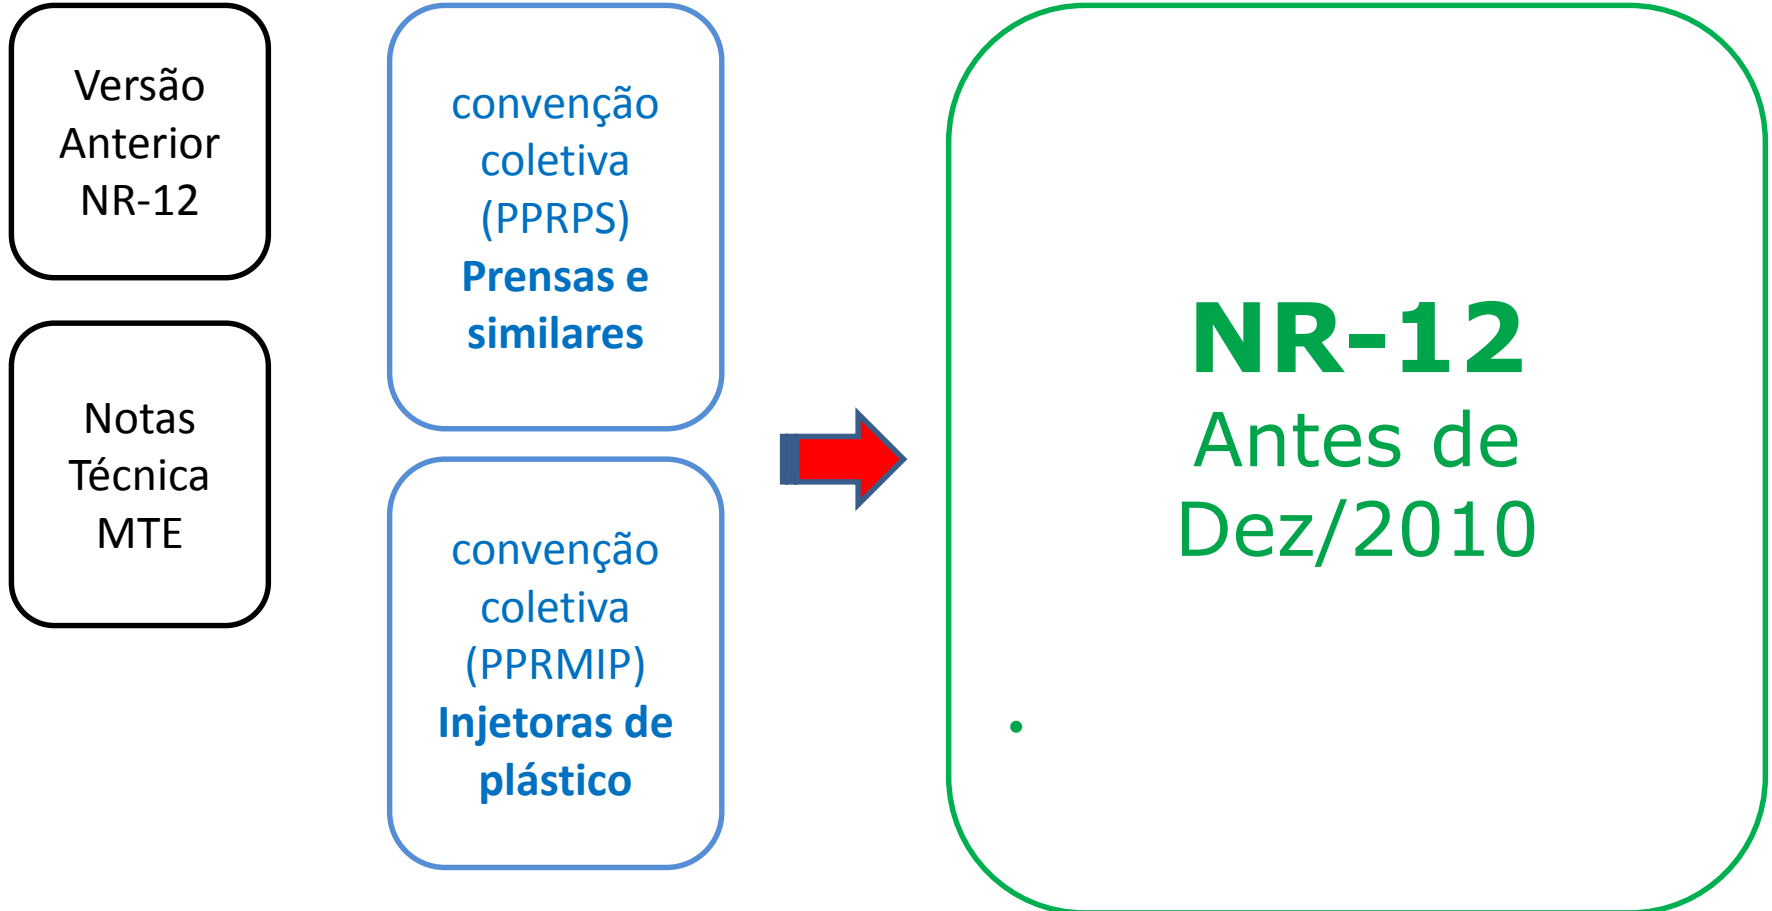 Versão
Anterior
NR-12
Notas
Técnica
MTE
convenção
coletiva
(PPRPS)
Prensas e
similares
convenção
coletiva
(PPRMIP)
Injetoras de
plástico
NR-12
Antes de
Dez/2010